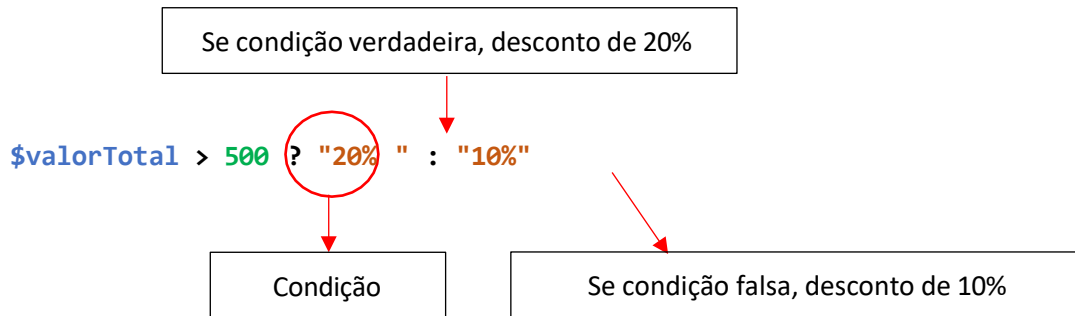 Se condição verdadeira, desconto de 20%
$valorTotal > 500 ? "20% " : "10%"
Condição
Se condição falsa, desconto de 10%